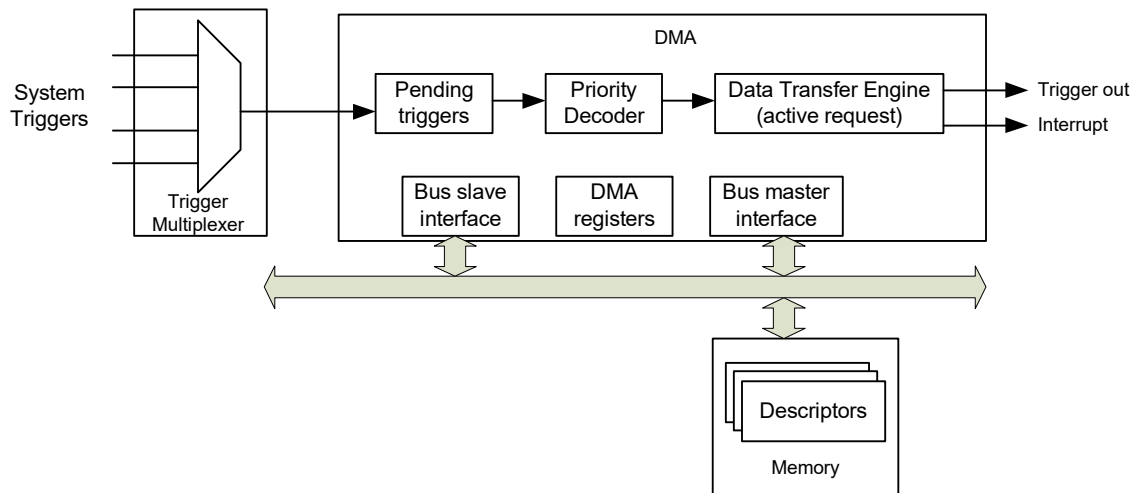 System
Triggers
Trigger
Multiplexer
DMA
Pending
triggers
Priority
Decoder
Data Transfer Engine
(active request)
Trigger out
Interrupt
Bus slave
interface
DMA
registers
Bus master
interface
Descriptors
Memory